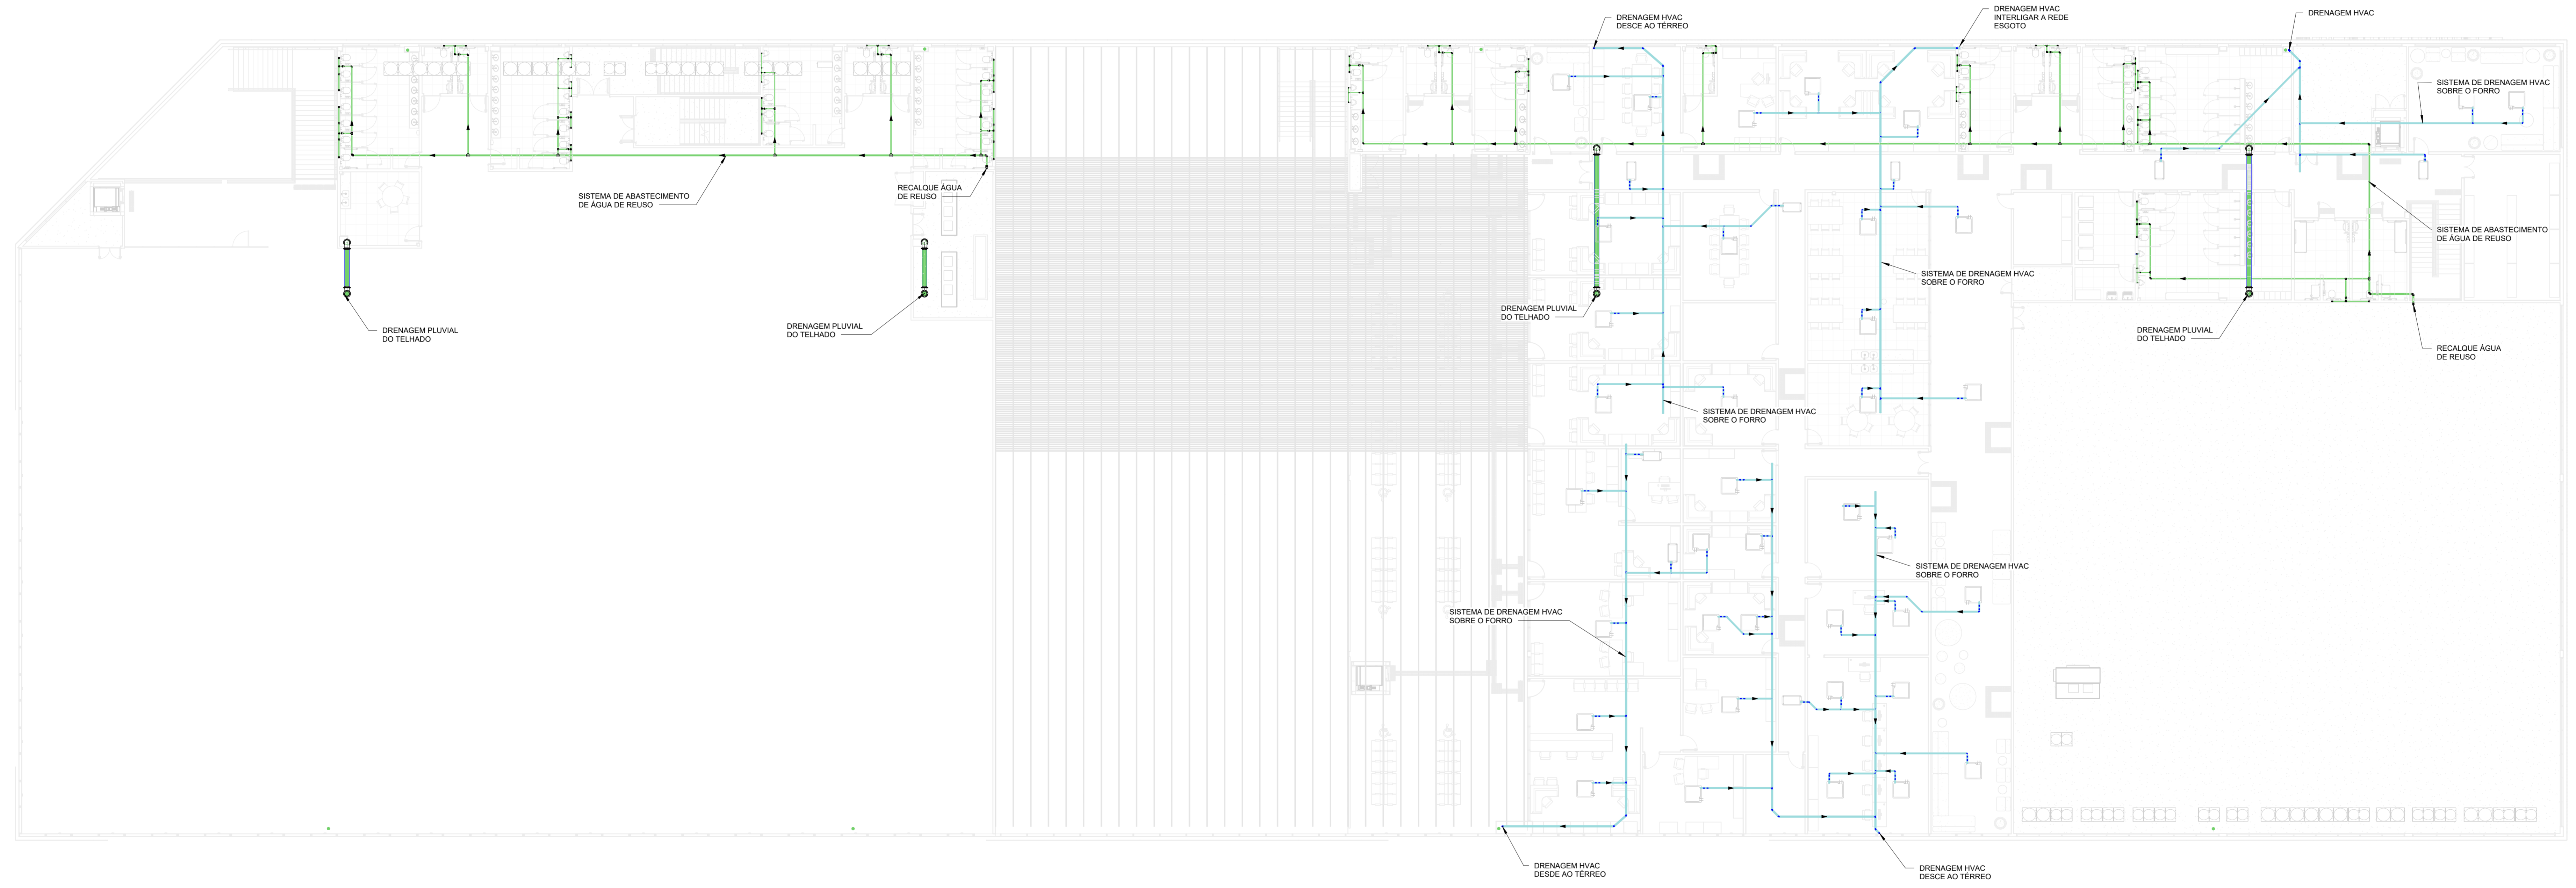 DRENAGEM HVAC
DESCE AO TÉRREO
DRENAGEM HVAC
INTERLIGAR A REDE
ESGOTO
DRENAGEM HVAC
SISTEMA DE DRENAGEM HVAC
SOBRE O FORRO
SISTEMA DE ABASTECIMENTO
DE ÁGUA DE REUSO
RECALQUE ÁGUA
DE REUSO
SISTEMA DE ABASTECIMENTO
DE ÁGUA DE REUSO
SISTEMA DE DRENAGEM HVAC
SOBRE O FORRO
DRENAGEM PLUVIAL
DO TELHADO
DRENAGEM PLUVIAL
DO TELHADO
DRENAGEM PLUVIAL
DO TELHADO
DRENAGEM PLUVIAL
DO TELHADO
RECALQUE ÁGUA
DE REUSO
SISTEMA DE DRENAGEM HVAC
SOBRE O FORRO
SISTEMA DE DRENAGEM HVAC
SOBRE O FORRO
SISTEMA DE DRENAGEM HVAC
SOBRE O FORRO
DRENAGEM HVAC
DESDE AO TÉRREO
DRENAGEM HVAC
DESCE AO TÉRREO